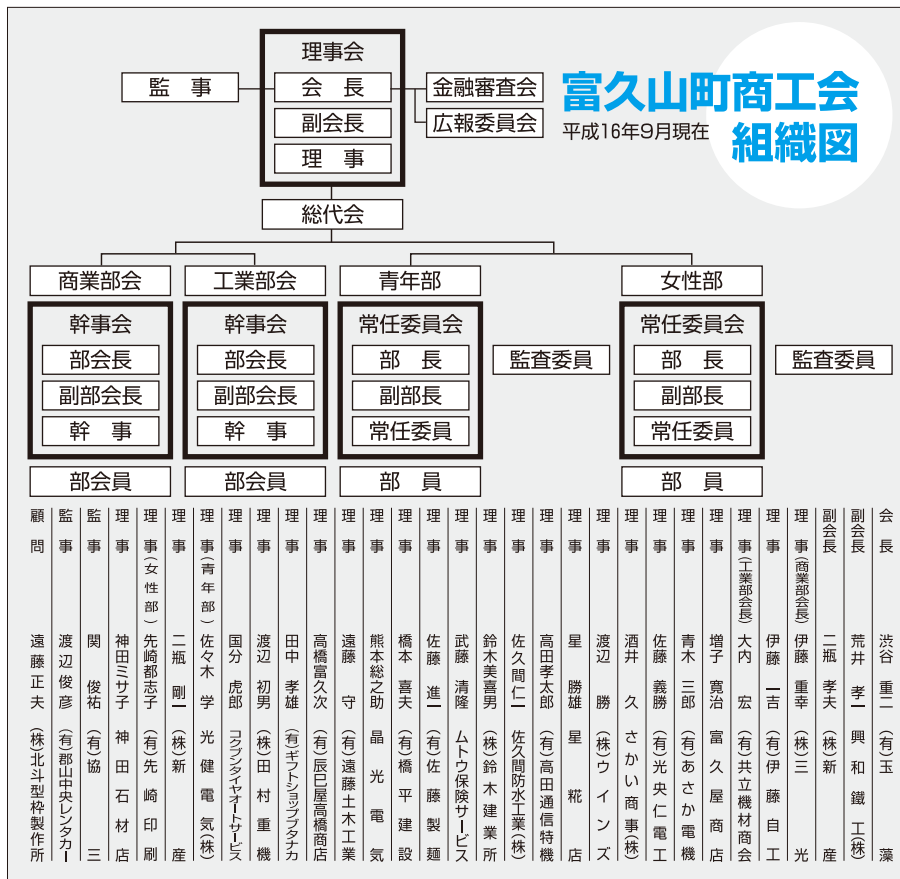 富久山町商工会
組織図
平成16年9月現在
理事会
監事
会長
副会長
理事
金融審査会
広報委員会
総代会
商業部会
工業部会
青年部
女性部
幹事会
部会長
副部会長
幹事
部会員
幹事会
部会長
副部会長
幹事
部会員
常任委員会
部長
副部長
常任委員
部員
監査委員
常任委員会
部長
副部長
常任委員
部員
監査委員
会長 渋谷重二 (有)玉藻
副会長 荒井孝一 興和鐵工(株)
副会長 二瓶孝夫 (株)新産
理事(商業部会長) 伊藤重幸 (株)三光
理事 伊藤一吉 (有)伊藤自工
理事(工業部会長) 大内宏 (有)共立機材商会
理事 増子寛治 富久屋商店
理事 青木三郎 (有)あさか電機
理事 佐藤義勝 (有)光央仁電工
理事 酒井久 さかい商事(株)
理事 渡辺勝 (株)ウインズ
理事 星勝雄 星糀店
理事 高田孝太郎 (有)高田通信特機
理事 佐久間仁一 佐久間防水工業(株)
理事 鈴木美喜男 (株)鈴木建業所
理事 武藤清隆 ムトウ保険サービス
理事 佐藤進一 (有)佐藤製麺
理事 橋本喜夫 (有)橋平建設
理事 熊本総之助 晶光電気
理事 遠藤守 (有)遠藤土木工業
理事 高橋富久次 (有)辰巳屋高橋商店
理事 田中孝雄 (有)ギフトショップブタナカ
理事 渡辺初男 (株)田村重機
理事 国分虎郎 コクブンタイヤオートサービス
理事(青年部) 佐々木学 光健電気(株)
理事 二瓶剛一 (株)新産
理事(女性部) 先崎都志子 (有)先崎印刷
理事 神田ミサ子 神田石材店
監事 関俊祐 (有)協三
監事 渡辺俊彦 (有)郡山中央レンタカー
顧問 遠藤正夫 (株)北斗型枠製作所